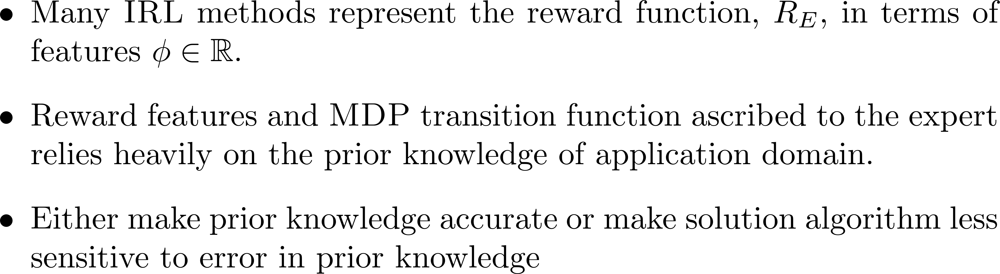 • Many IRL methods represent the reward function, $R_E$, in terms of
features $\phi \in \mathbb{R}$.
• Reward features and MDP transition function ascribed to the expert
relies heavily on the prior knowledge of application domain.
• Either make prior knowledge accurate or make solution algorithm less
sensitive to error in prior knowledge